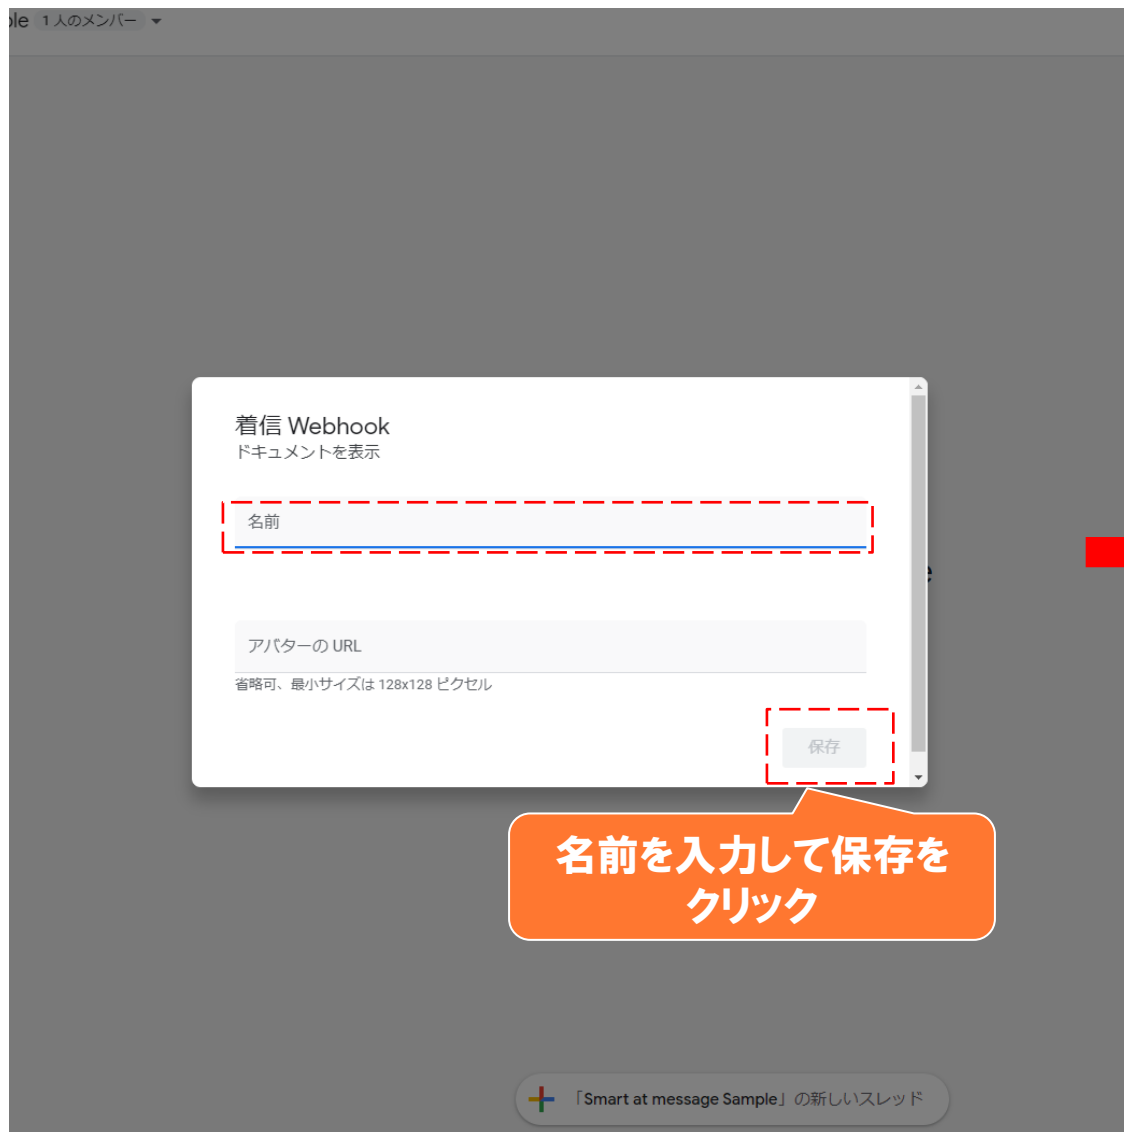 ple 1 人のメンバー
着信 Webhook
ドキュメントを表示
名前
アバターの URL
省略可、最小サイズは 128x128 ピクセル
保存
名前を入力して保存を
クリック
「Smart at message Sample」の新しいスレッド